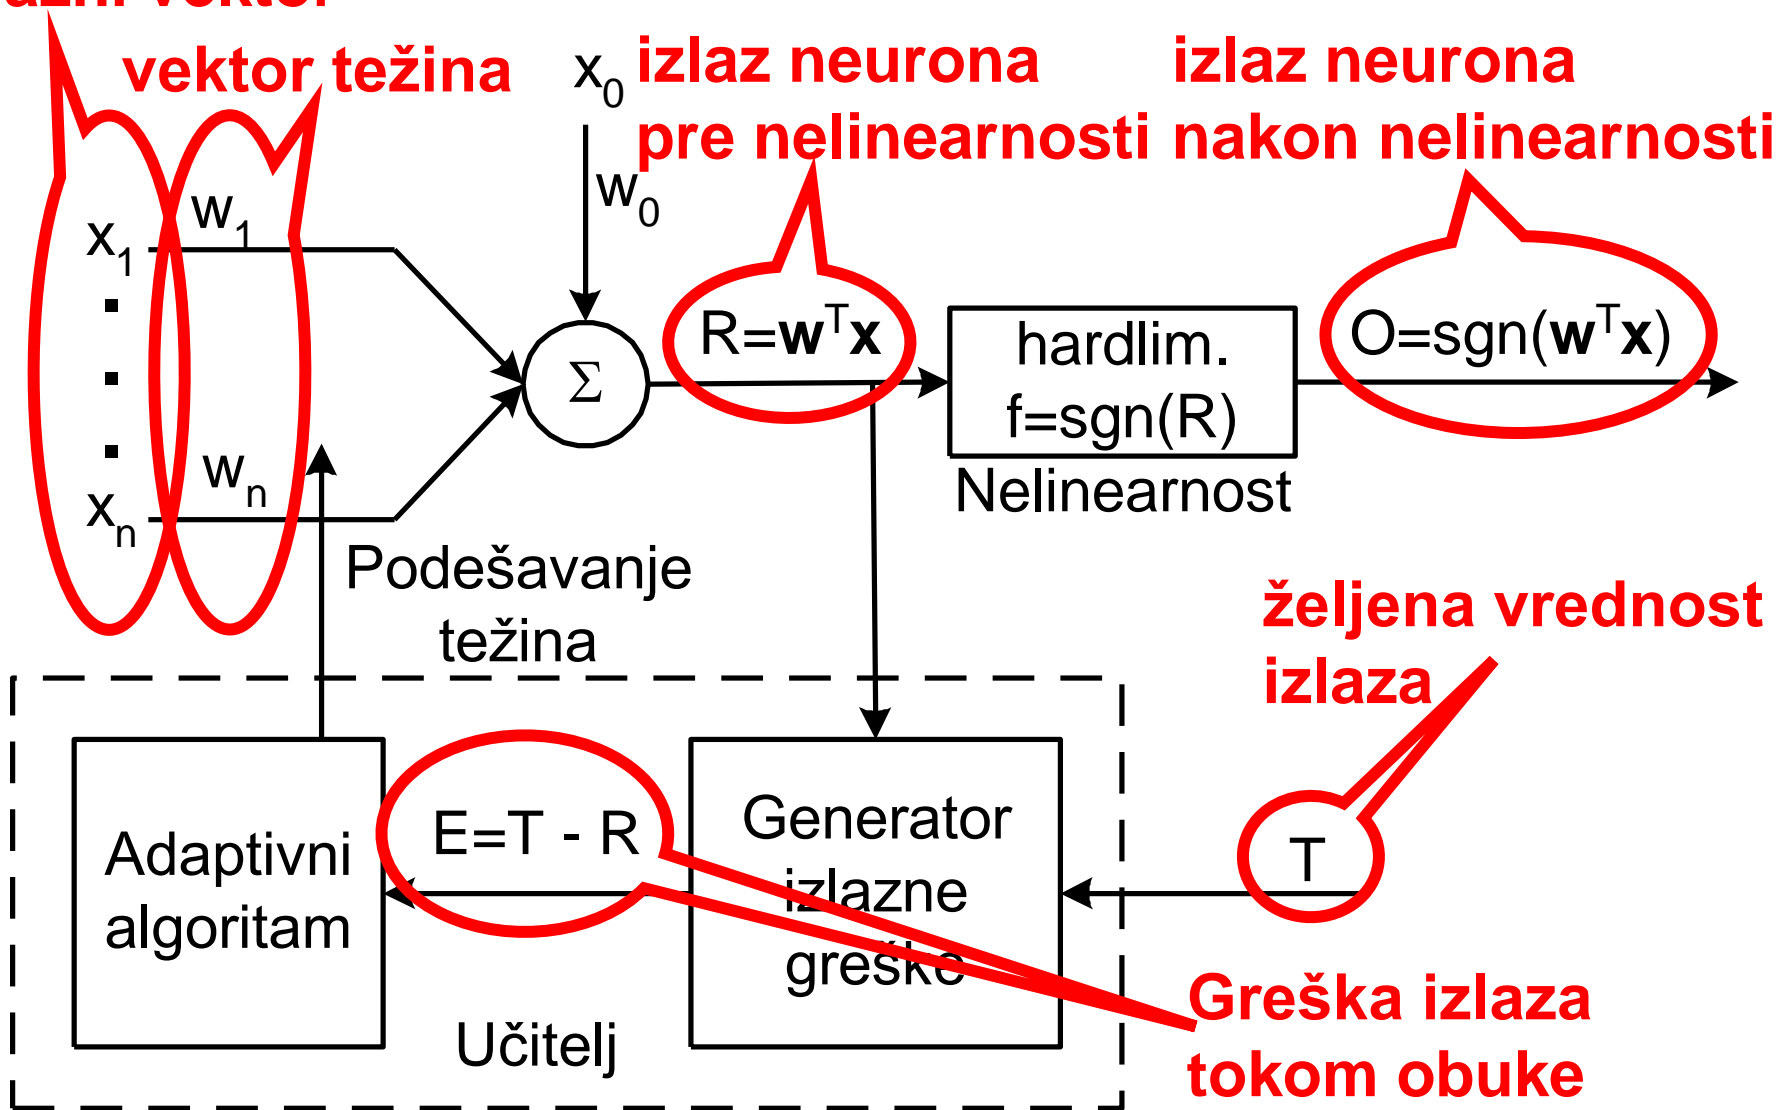 vektor težina
x0
izlaz neurona
pre nelinearnosti
izlaz neurona
nakon nelinearnosti
w0
x1
w1
.
.
.
xn
wn
Σ
R=wTx
hardlim.
f=sgn(R)
Nelinearnost
O=sgn(wTx)
Podešavanje
težina
željena vrednost
izlaza
Adaptivni
algoritam
E=T - R
Generator
izlazne
greške
T
Učitelj
Greška izlaza
tokom obuke